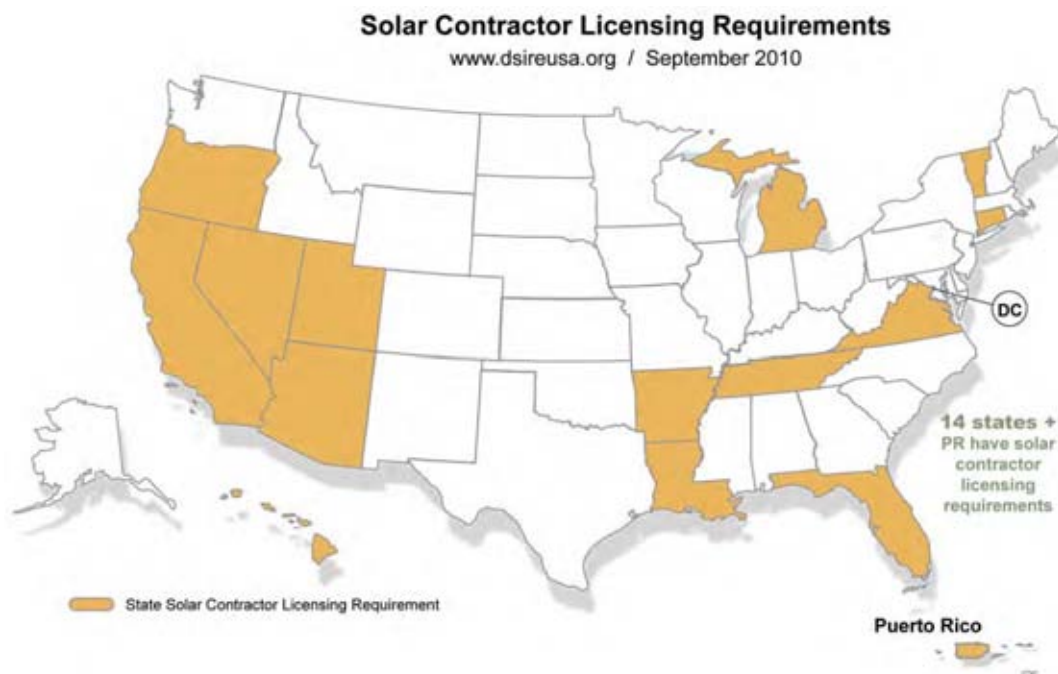 Solar Contractor Licensing Requirements
www.dsireusa.org / September 2010
DC
14 states +
PR have solar
contractor
licensing
requirements
State Solar Contractor Licensing Requirement
Puerto Rico